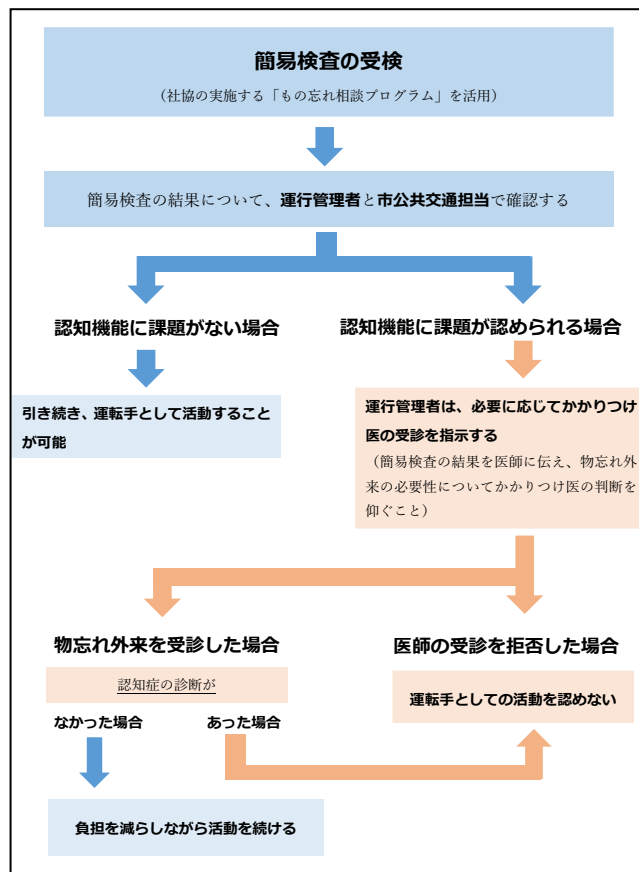 簡易検査の受検
（社協の実施する「もの忘れ相談プログラム」を活用）
簡易検査の結果について、運行管理者と市公共交通担当で確認する
認知機能に課題がない場合
認知機能に課題が認められる場合
引き続き、運転手として活動すること
が可能
運行管理者は、必要に応じてかかりつけ
医の受診を指示する
（簡易検査の結果を医師に伝え、物忘れ外
来の必要性についてかかりつけ医の判断を
仰ぐこと）
物忘れ外来を受診した場合
医師の受診を拒否した場合
認知症の診断が
運転手としての活動を認めない
なかった場合
あった場合
負担を減らしながら活動を続ける